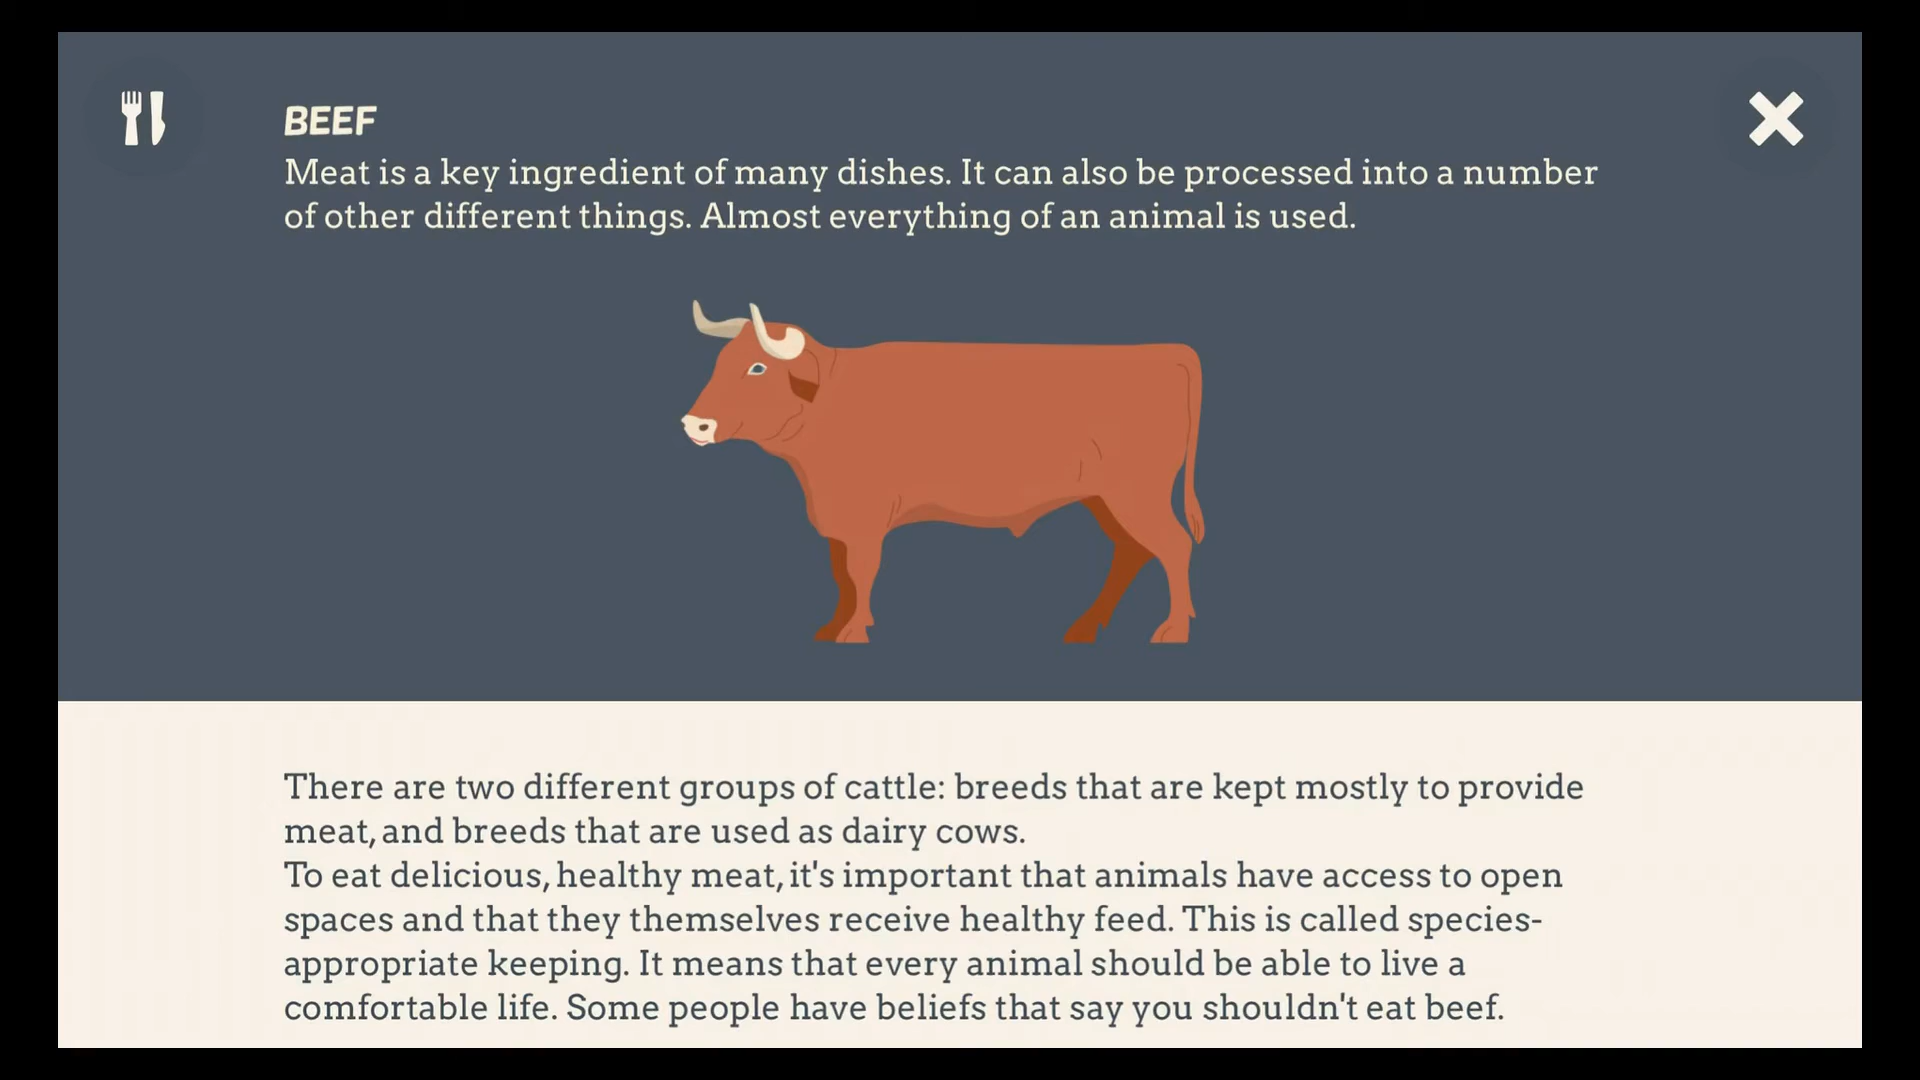 BEEF
Meat is a key ingredient of many dishes. It can also be processed into a number
of other different things. Almost everything of an animal is used.
There are two different groups of cattle: breeds that are kept mostly to provide
meat, and breeds that are used as dairy cows.
To eat delicious, healthy meat, it's important that animals have access to open
spaces and that they themselves receive healthy feed. This is called species-
appropriate keeping. It means that every animal should be able to live a
comfortable life. Some people have beliefs that say you shouldn't eat beef.